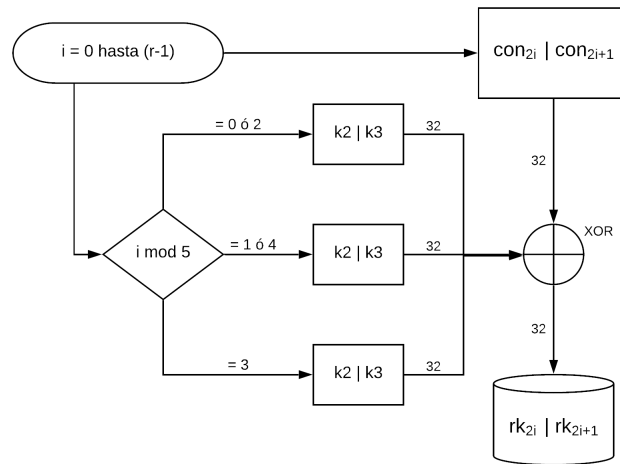 i = 0 hasta (r-1)
con₂ᵢ | con₂ᵢ₊₁
= 0 ó 2
k2 | k3
32
32
XOR
i mod 5
= 1 ó 4
k2 | k3
32
32
= 3
k2 | k3
32
rk₂ᵢ | rk₂ᵢ₊₁